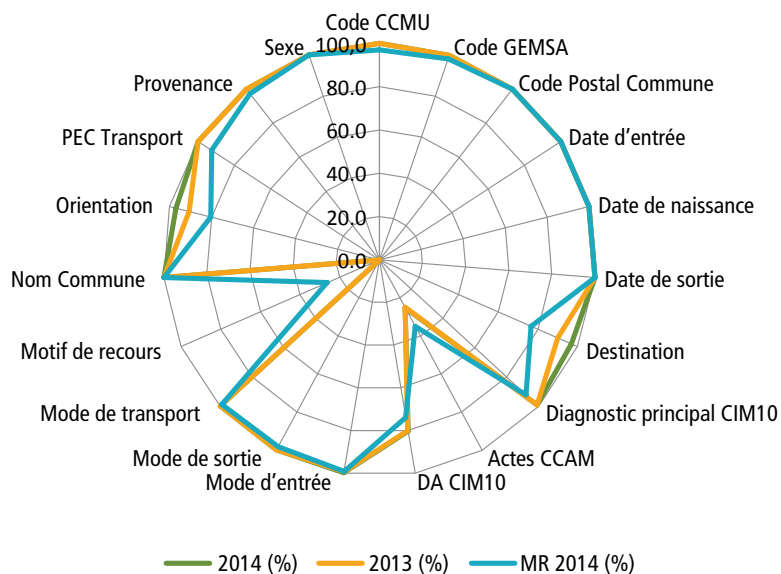 Code CCMU
Code GEMSA
Code Postal Commune
Date d'entrée
Date de naissance
Date de sortie
Destination
Diagnostic principal CIM10
Actes CCAM
DA CIM10
Mode d'entrée
Mode de sortie
Mode de transport
Motif de recours
Nom Commune
Orientation
PEC Transport
Provenance
Sexe
100,0
80.0
60.0
40.0
20.0
0.0
2014 (%)
2013 (%)
MR 2014 (%)